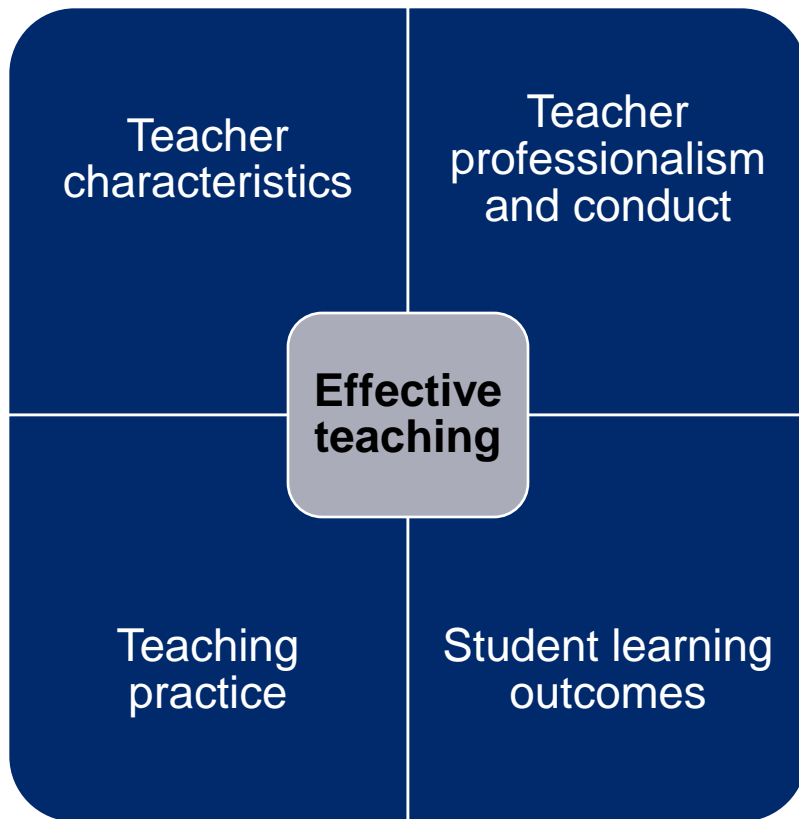 Teacher
characteristics
Teacher
professionalism
and conduct
Effective
teaching
Teaching
practice
Student learning
outcomes